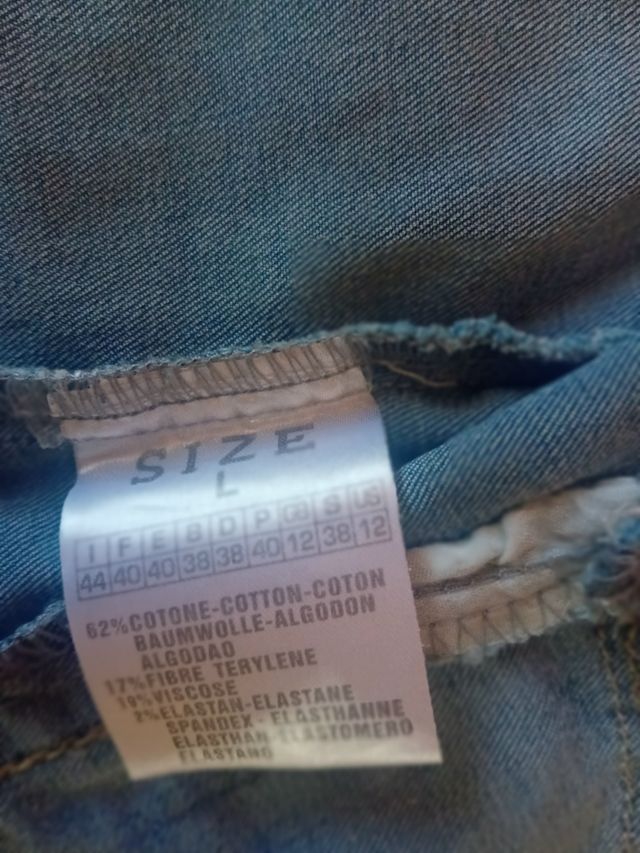 SIZE
L
I F E B D P GB S US
44 40 40 38 38 40 12 38 12
62% COTONE-COTTON-COTON
BAUMWOLLE-ALGODON
ALGODAO
17% FIBRE TERYLENE
19% VISCOSE
2% ELASTAN-ELASTANE
SPANDEX - ELASTHANNE
ELASTHAN-ELASTOMERO
ELASTANO